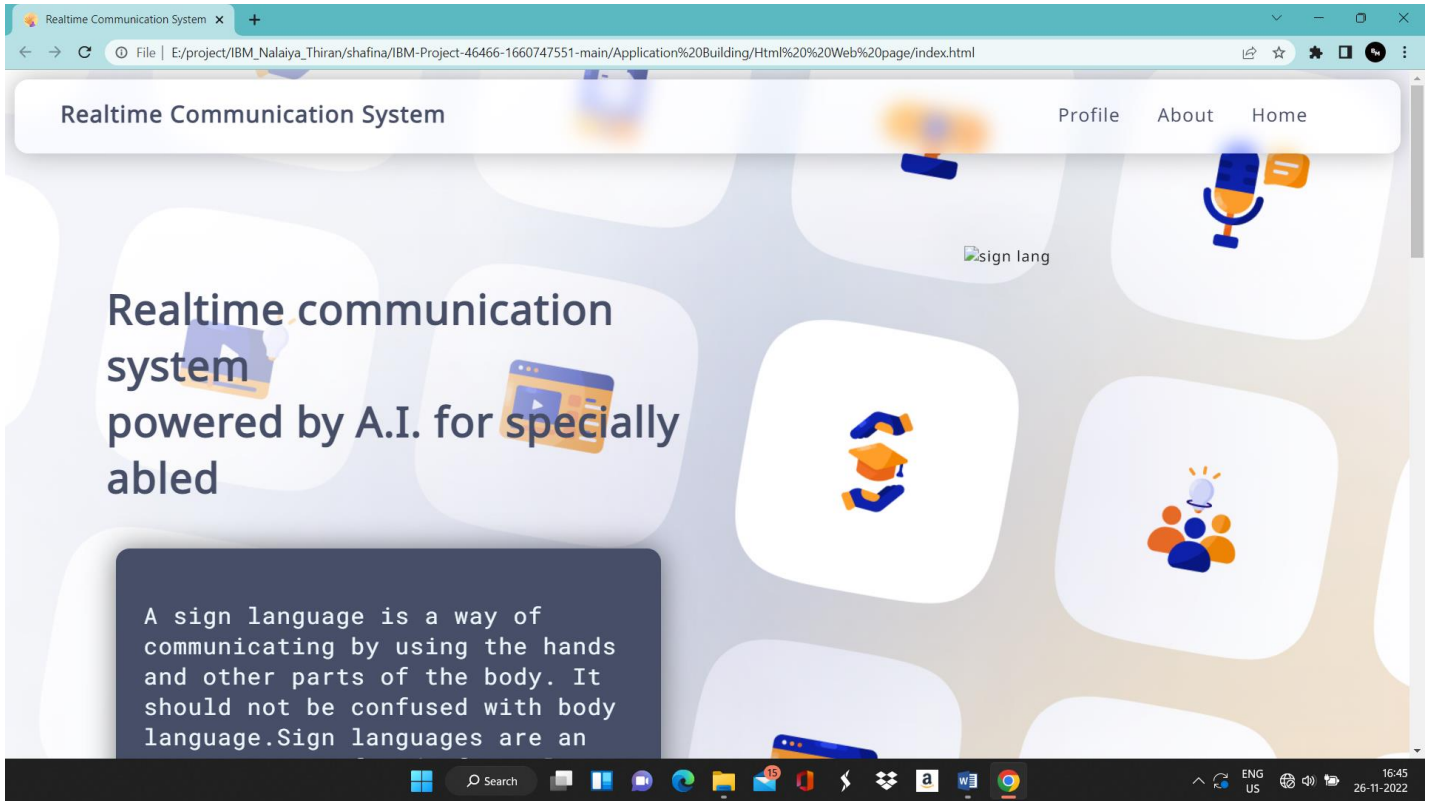 Realtime Communication System
File | E:/project/IBM_Nalaiya_Thiran/shafina/IBM-Project-46466-1660747551-main/Application%20Building/Html%20%20Web%20page/index.html
Realtime Communication System
Profile About Home
sign lang
Realtime communication
system
powered by A.I. for specially
abled
A sign language is a way of
communicating by using the hands
and other parts of the body. It
should not be confused with body
language.Sign languages are an
Search
15
a
ENG
US
16:45
26-11-2022